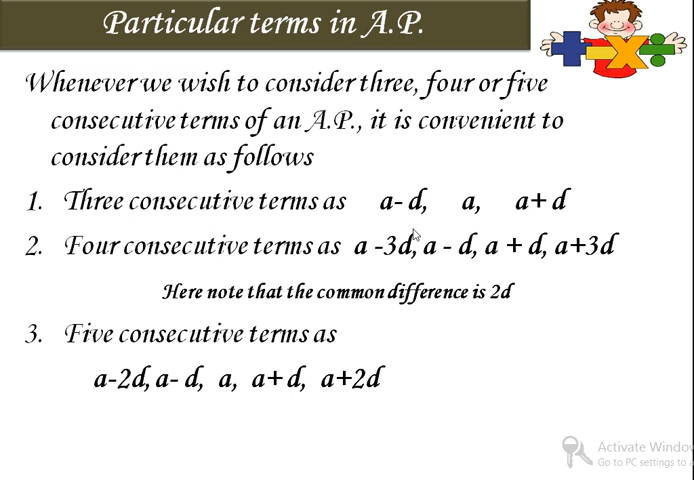 Particular terms in A.P.
Whenever we wish to consider three, four or five
consecutive terms of an A.P., it is convenient to
consider them as follows
1. Three consecutive terms as a- d, a, a+ d
2. Four consecutive terms as a -3d, a - d, a + d, a+3d
Here note that the common difference is 2d
3. Five consecutive terms as
a-2d, a- d, a, a+ d, a+2d
Activate Window
Go to PC settings to